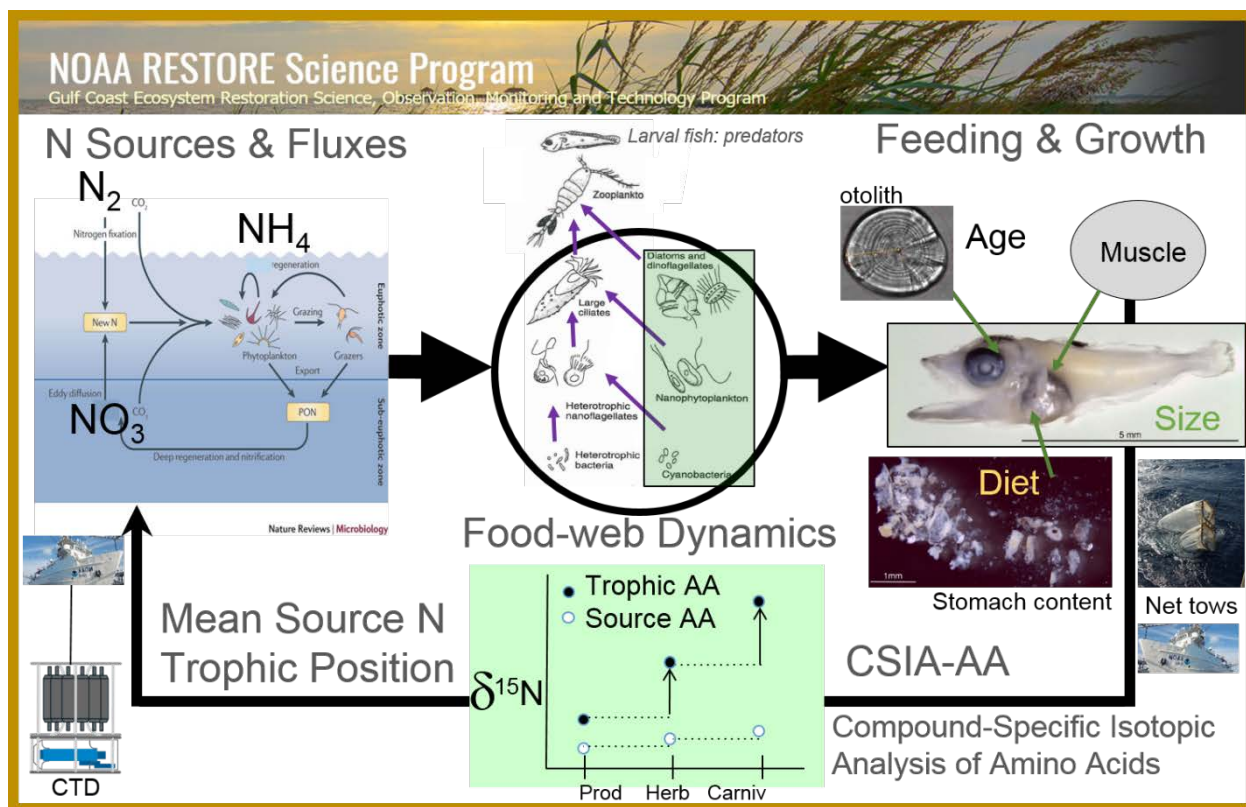 NOAA RESTORE Science Program
Gulf Coast Ecosystem Restoration Science, Observation, Monitoring and Technology Program
N Sources & Fluxes
N2
CO2
Nitrogen fixation
NH4
regeneration
Euphotic zone
New N
Grazing
Phytoplankton
Grazers
Export
Eddy diffusion
NO3
CO2
PON
Sub-euphotic zone
Deep regeneration and nitrification
Nature Reviews | Microbiology
Larval fish: predators
Zooplankto
Diatoms and
dinoflagellates
Large
ciliates
Nanophytoplankton
Heterotrophic
nanoflagellates
Heterotrophic
bacteria
Cyanobacteria
Food-web Dynamics
Feeding & Growth
otolith
Age
Muscle
Size
5 mm
Diet
1mm
Stomach content
Net tows
CTD
Mean Source N
Trophic Position
Trophic AA
Source AA
δ15N
Prod
Herb
Carniv
CSIA-AA
Compound-Specific Isotopic
Analysis of Amino Acids